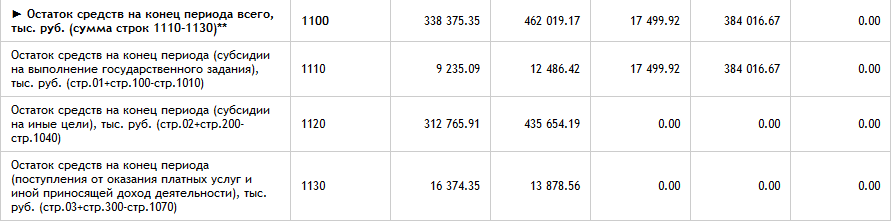 ► Остаток средств на конец периода всего,
тыс. руб. (сумма строк 1110-1130)**
1100 338 375.35 462 019.17 17 499.92 384 016.67 0.00
Остаток средств на конец периода (субсидии
на выполнение государственного задания),
тыс. руб. (стр.01+стр.100-стр.1010)
1110 9 235.09 12 486.42 17 499.92 384 016.67 0.00
Остаток средств на конец периода (субсидии
на иные цели), тыс. руб. (стр.02+стр.200-
стр.1040)
1120 312 765.91 435 654.19 0.00 0.00 0.00
Остаток средств на конец периода
(поступления от оказания платных услуг и
иной приносящей доход деятельности), тыс.
руб. (стр.03+стр.300-стр.1070)
1130 16 374.35 13 878.56 0.00 0.00 0.00